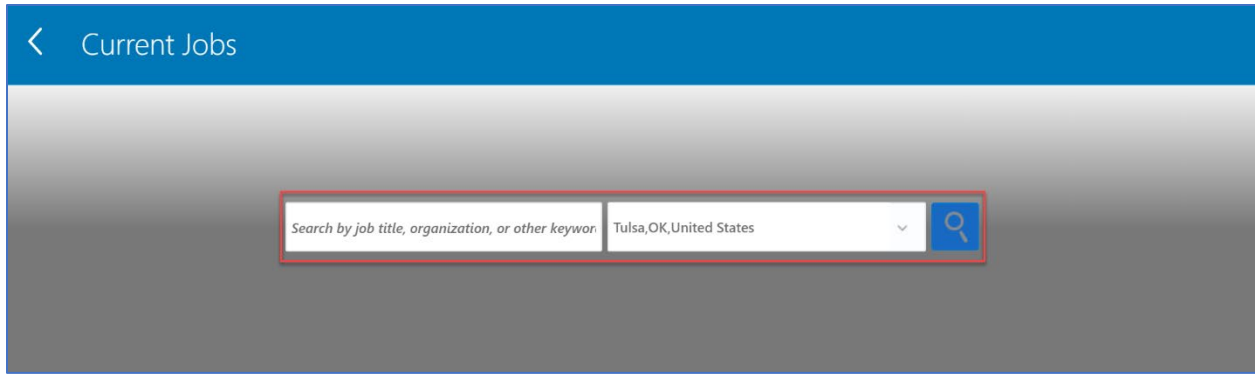 Current Jobs
Search by job title, organization, or other keywor
Tulsa,OK,United States